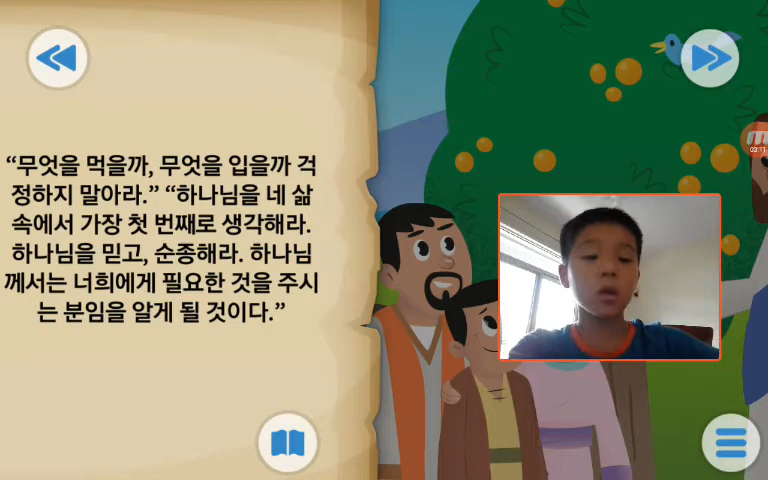 “무엇을 먹을까, 무엇을 입을까 걱
정하지 말아라.” “하나님을 네 삶
속에서 가장 첫 번째로 생각해라.
하나님을 믿고, 순종해라. 하나님
께서는 너희에게 필요한 것을 주시
는 분임을 알게 될 것이다.”
03:11